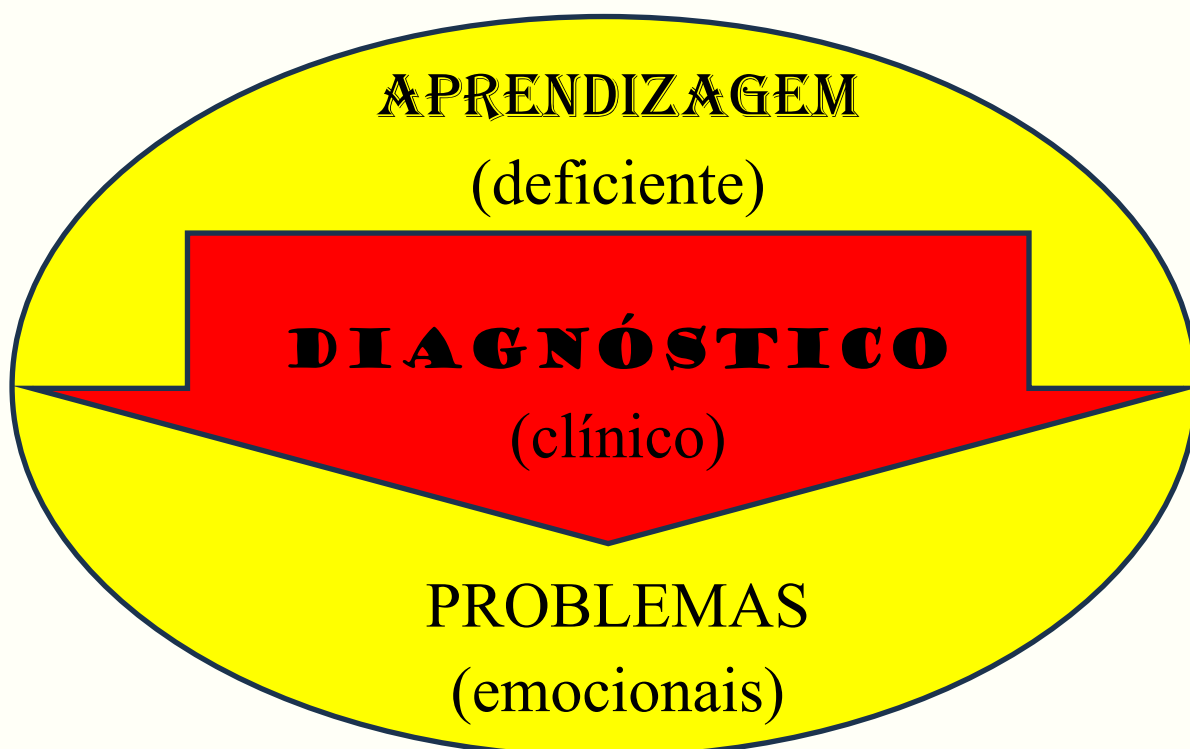 APRENDIZAGEM
(deficiente)
DIAGNÓSTICO
(clínico)
PROBLEMAS
(emocionais)